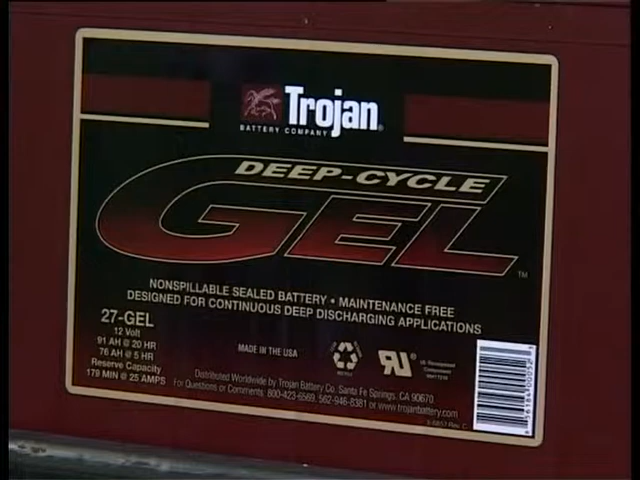 Trojan®
BATTERY COMPANY
DEEP-CYCLE
GEL™
NONSPILLABLE SEALED BATTERY • MAINTENANCE FREE
DESIGNED FOR CONTINUOUS DEEP DISCHARGING APPLICATIONS
27-GEL
12 Volt
91 AH @ 20 HR
76 AH @ 5 HR
Reserve Capacity
179 MIN @ 25 AMPS
MADE IN THE USA
Distributed Worldwide by Trojan Battery Co. Santa Fe Springs, CA 90670
For Questions or Comments: 800-423-6569, 562-946-8381 or www.trojanbattery.com